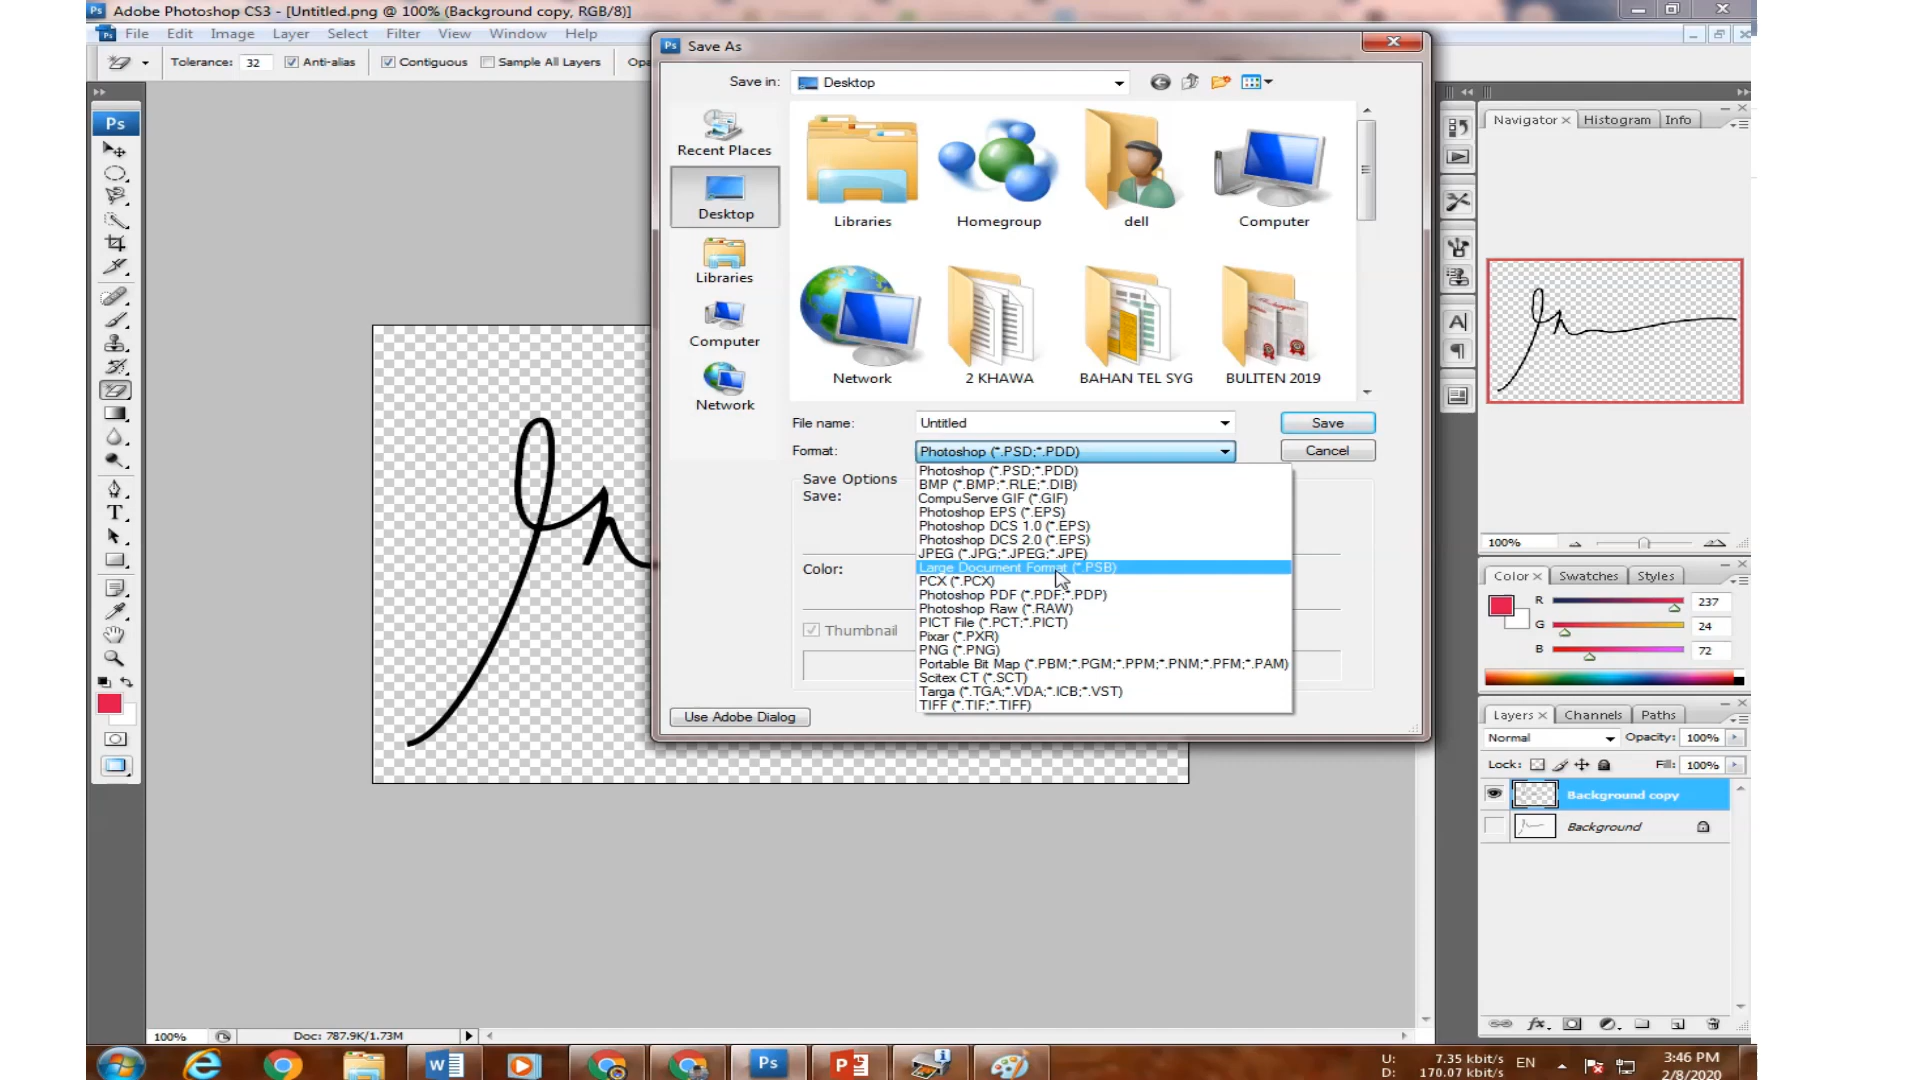 Ps Adobe Photoshop CS3 - [Untitled.png @ 100% (Background copy, RGB/8)]
File Edit Image Layer Select Filter View Window Help
Tolerance: 32 Anti-alias Contiguous Sample All Layers Opa
Ps
Ps Save As
Save in: Desktop
Recent Places
Desktop
Libraries
Computer
Network
Libraries Homegroup dell Computer
Network 2 KHAWA BAHAN TEL SYG BULITEN 2019
File name: Untitled Save
Format: Photoshop (*.PSD;*.PDD) Cancel
Save Options
Save:
Color:
Thumbnail
Photoshop (*.PSD;*.PDD)
BMP (*.BMP;*.RLE;*.DIB)
CompuServe GIF (*.GIF)
Photoshop EPS (*.EPS)
Photoshop DCS 1.0 (*.EPS)
Photoshop DCS 2.0 (*.EPS)
JPEG (*.JPG;*.JPEG;*.JPE)
Large Document Format (*.PSB)
PCX (*.PCX)
Photoshop PDF (*.PDF;*.PDP)
Photoshop Raw (*.RAW)
PICT File (*.PCT;*.PICT)
Pixar (*.PXR)
PNG (*.PNG)
Portable Bit Map (*.PBM;*.PGM;*.PPM;*.PNM;*.PFM;*.PAM)
Scitex CT (*.SCT)
Targa (*.TGA;*.VDA;*.ICB;*.VST)
TIFF (*.TIF;*.TIFF)
Use Adobe Dialog
Navigator Histogram Info
100%
Color Swatches Styles
R 237
G 24
B 72
Layers Channels Paths
Normal Opacity: 100%
Lock: Fill: 100%
Background copy
Background
100% Doc: 787.9K/1.73M
U: 7.35 kbit/s
D: 170.07 kbit/s
EN
3:46 PM
2/8/2020